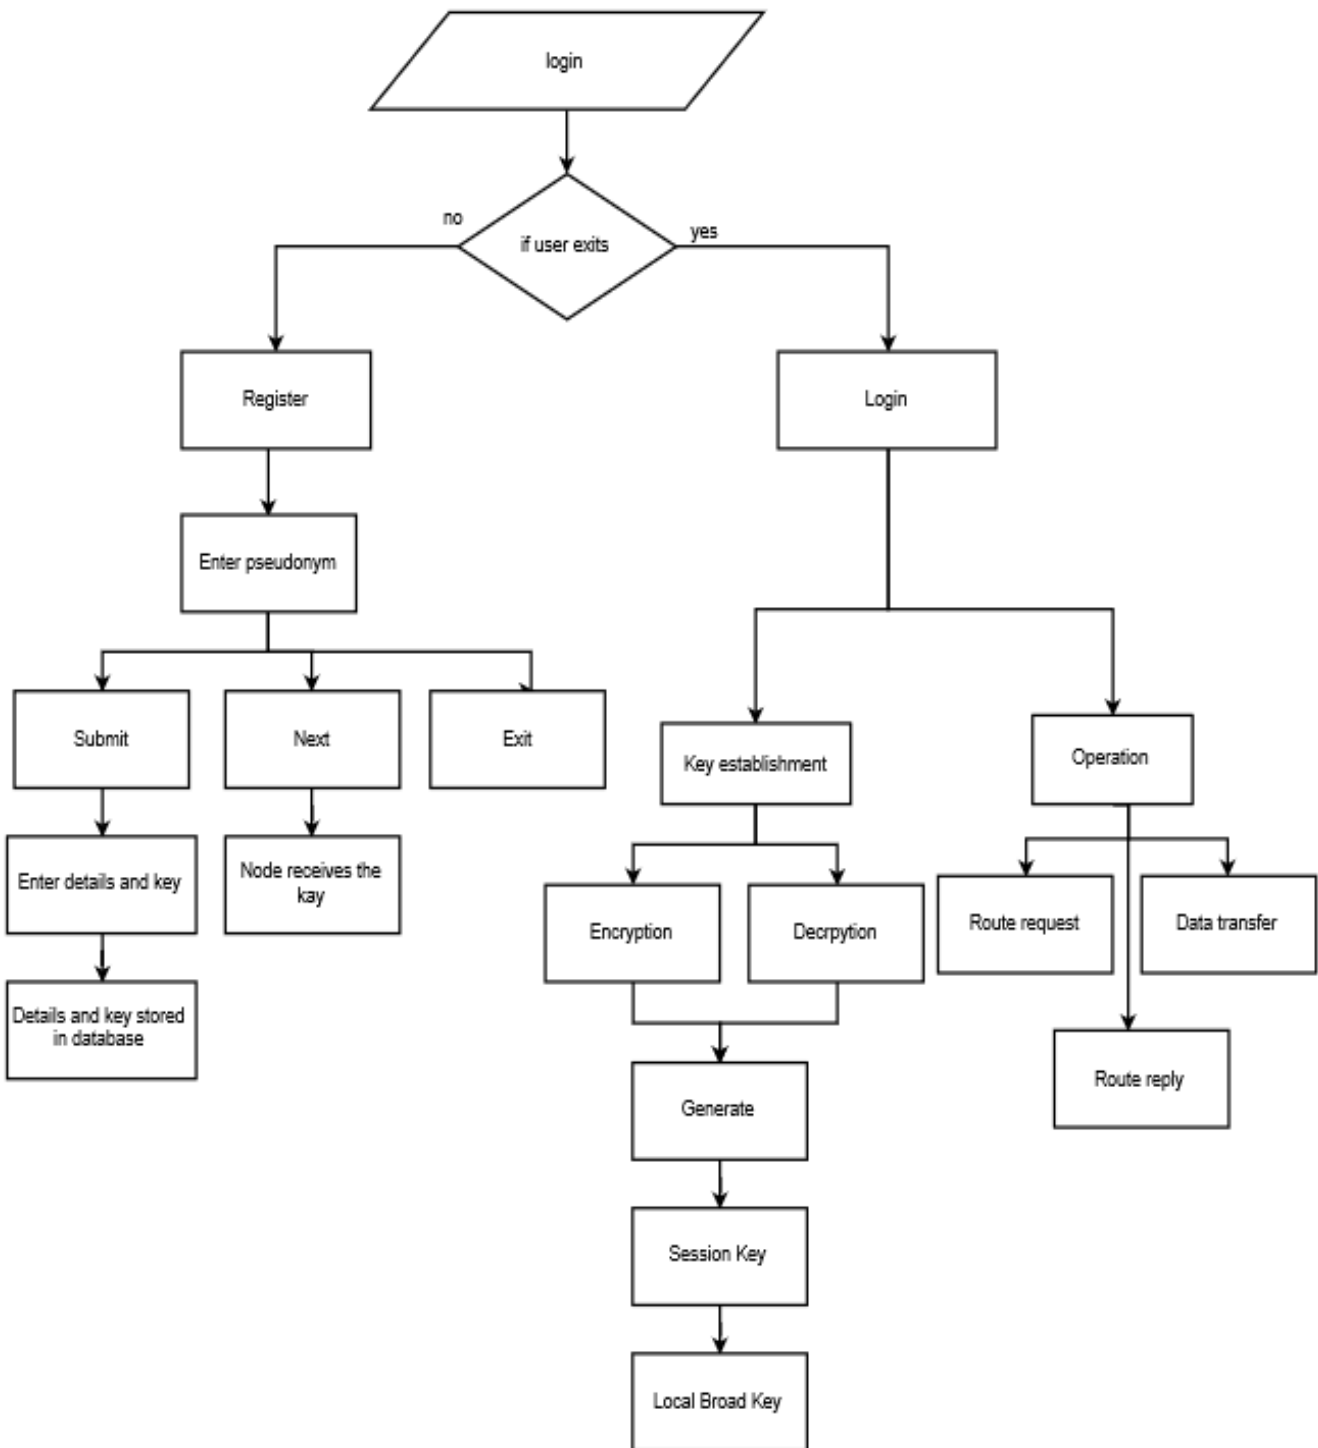 login
no
if user exits
yes
Register
Login
Enter pseudonym
Submit
Next
Exit
Key establishment
Operation
Enter details and key
Node receives the
kay
Encryption
Decrpytion
Route request
Data transfer
Details and key stored
in database
Generate
Route reply
Session Key
Local Broad Key